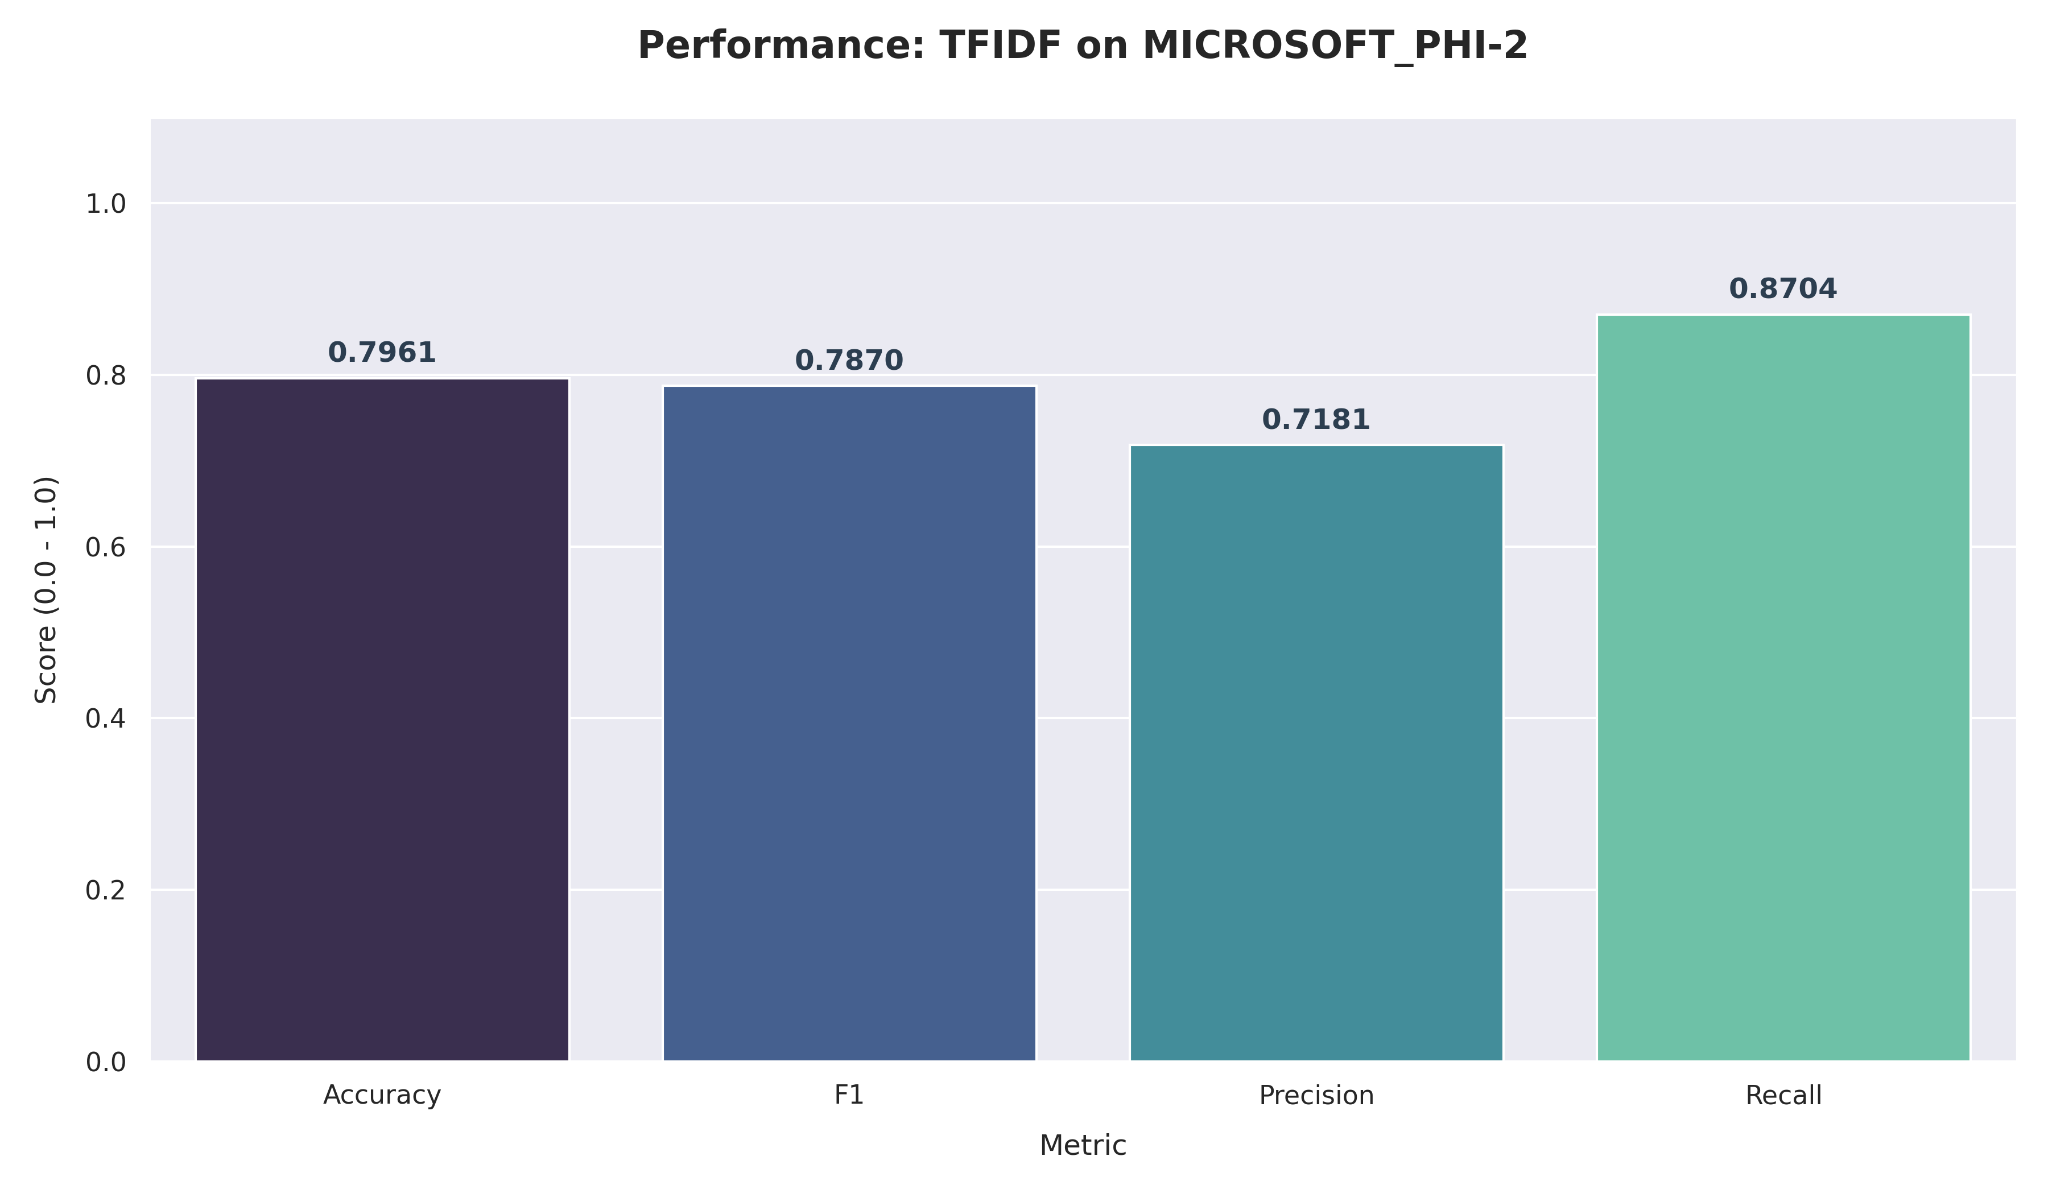 Performance: TFIDF on MICROSOFT_PHI-2
Score (0.0 - 1.0)
1.0
0.8
0.6
0.4
0.2
0.0
0.7961
0.7870
0.7181
0.8704
Accuracy
F1
Precision
Recall
Metric